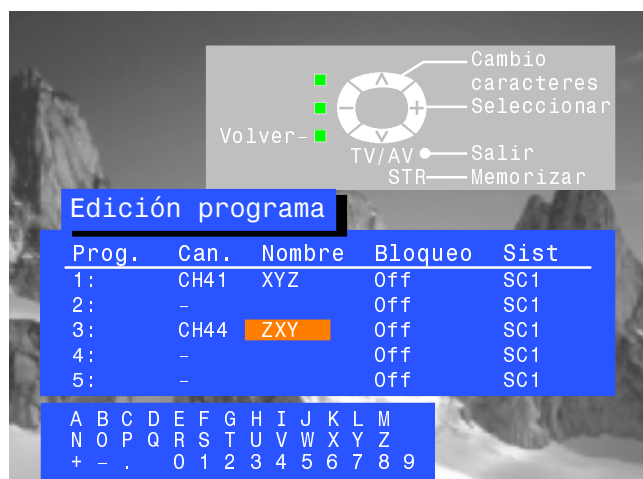 Cambio
caracteres
Seleccionar
Volver–
TV/AV Salir
STR Memorizar
Edición programa
Prog. Can. Nombre Bloqueo Sist
1: CH41 XYZ Off SC1
2: – Off SC1
3: CH44 ZXY Off SC1
4: – Off SC1
5: – Off SC1
A B C D E F G H I J K L M
N O P Q R S T U V W X Y Z
+ – . 0 1 2 3 4 5 6 7 8 9